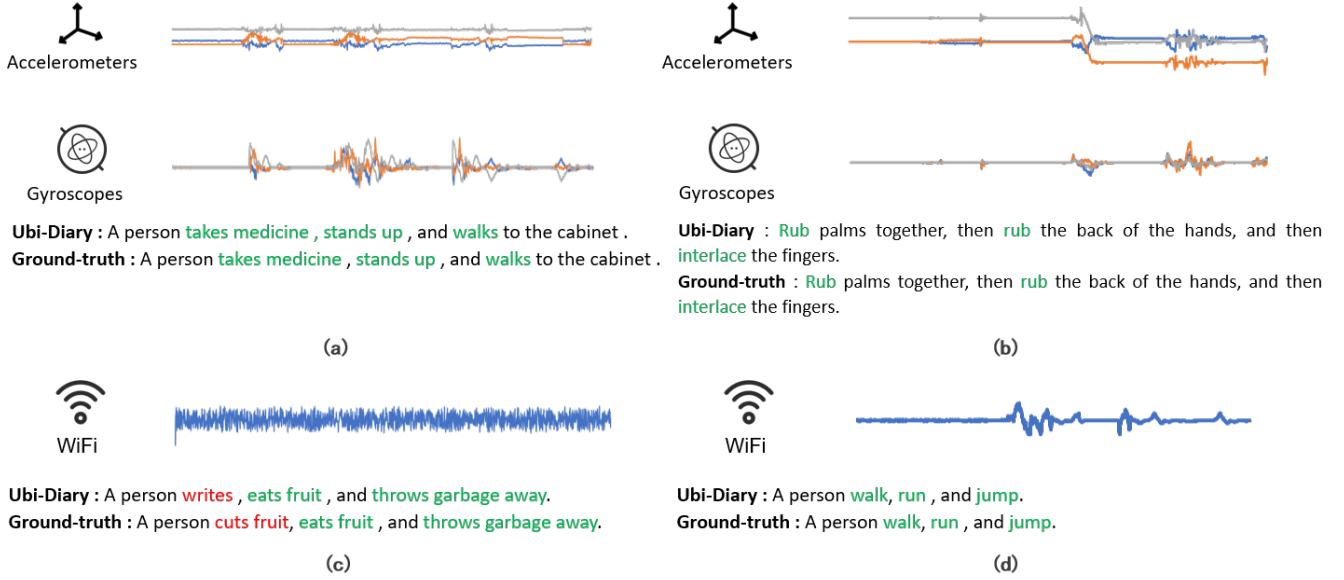 Accelerometers
Gyroscopes
Ubi-Diary : A person takes medicine , stands up , and walks to the cabinet .
Ground-truth : A person takes medicine , stands up , and walks to the cabinet .
(a)
Accelerometers
Gyroscopes
Ubi-Diary : Rub palms together, then rub the back of the hands, and then
interlace the fingers.
Ground-truth : Rub palms together, then rub the back of the hands, and then
interlace the fingers.
(b)
WiFi
Ubi-Diary : A person writes , eats fruit , and throws garbage away.
Ground-truth : A person cuts fruit, eats fruit , and throws garbage away.
(c)
WiFi
Ubi-Diary : A person walk, run , and jump.
Ground-truth : A person walk, run , and jump.
(d)